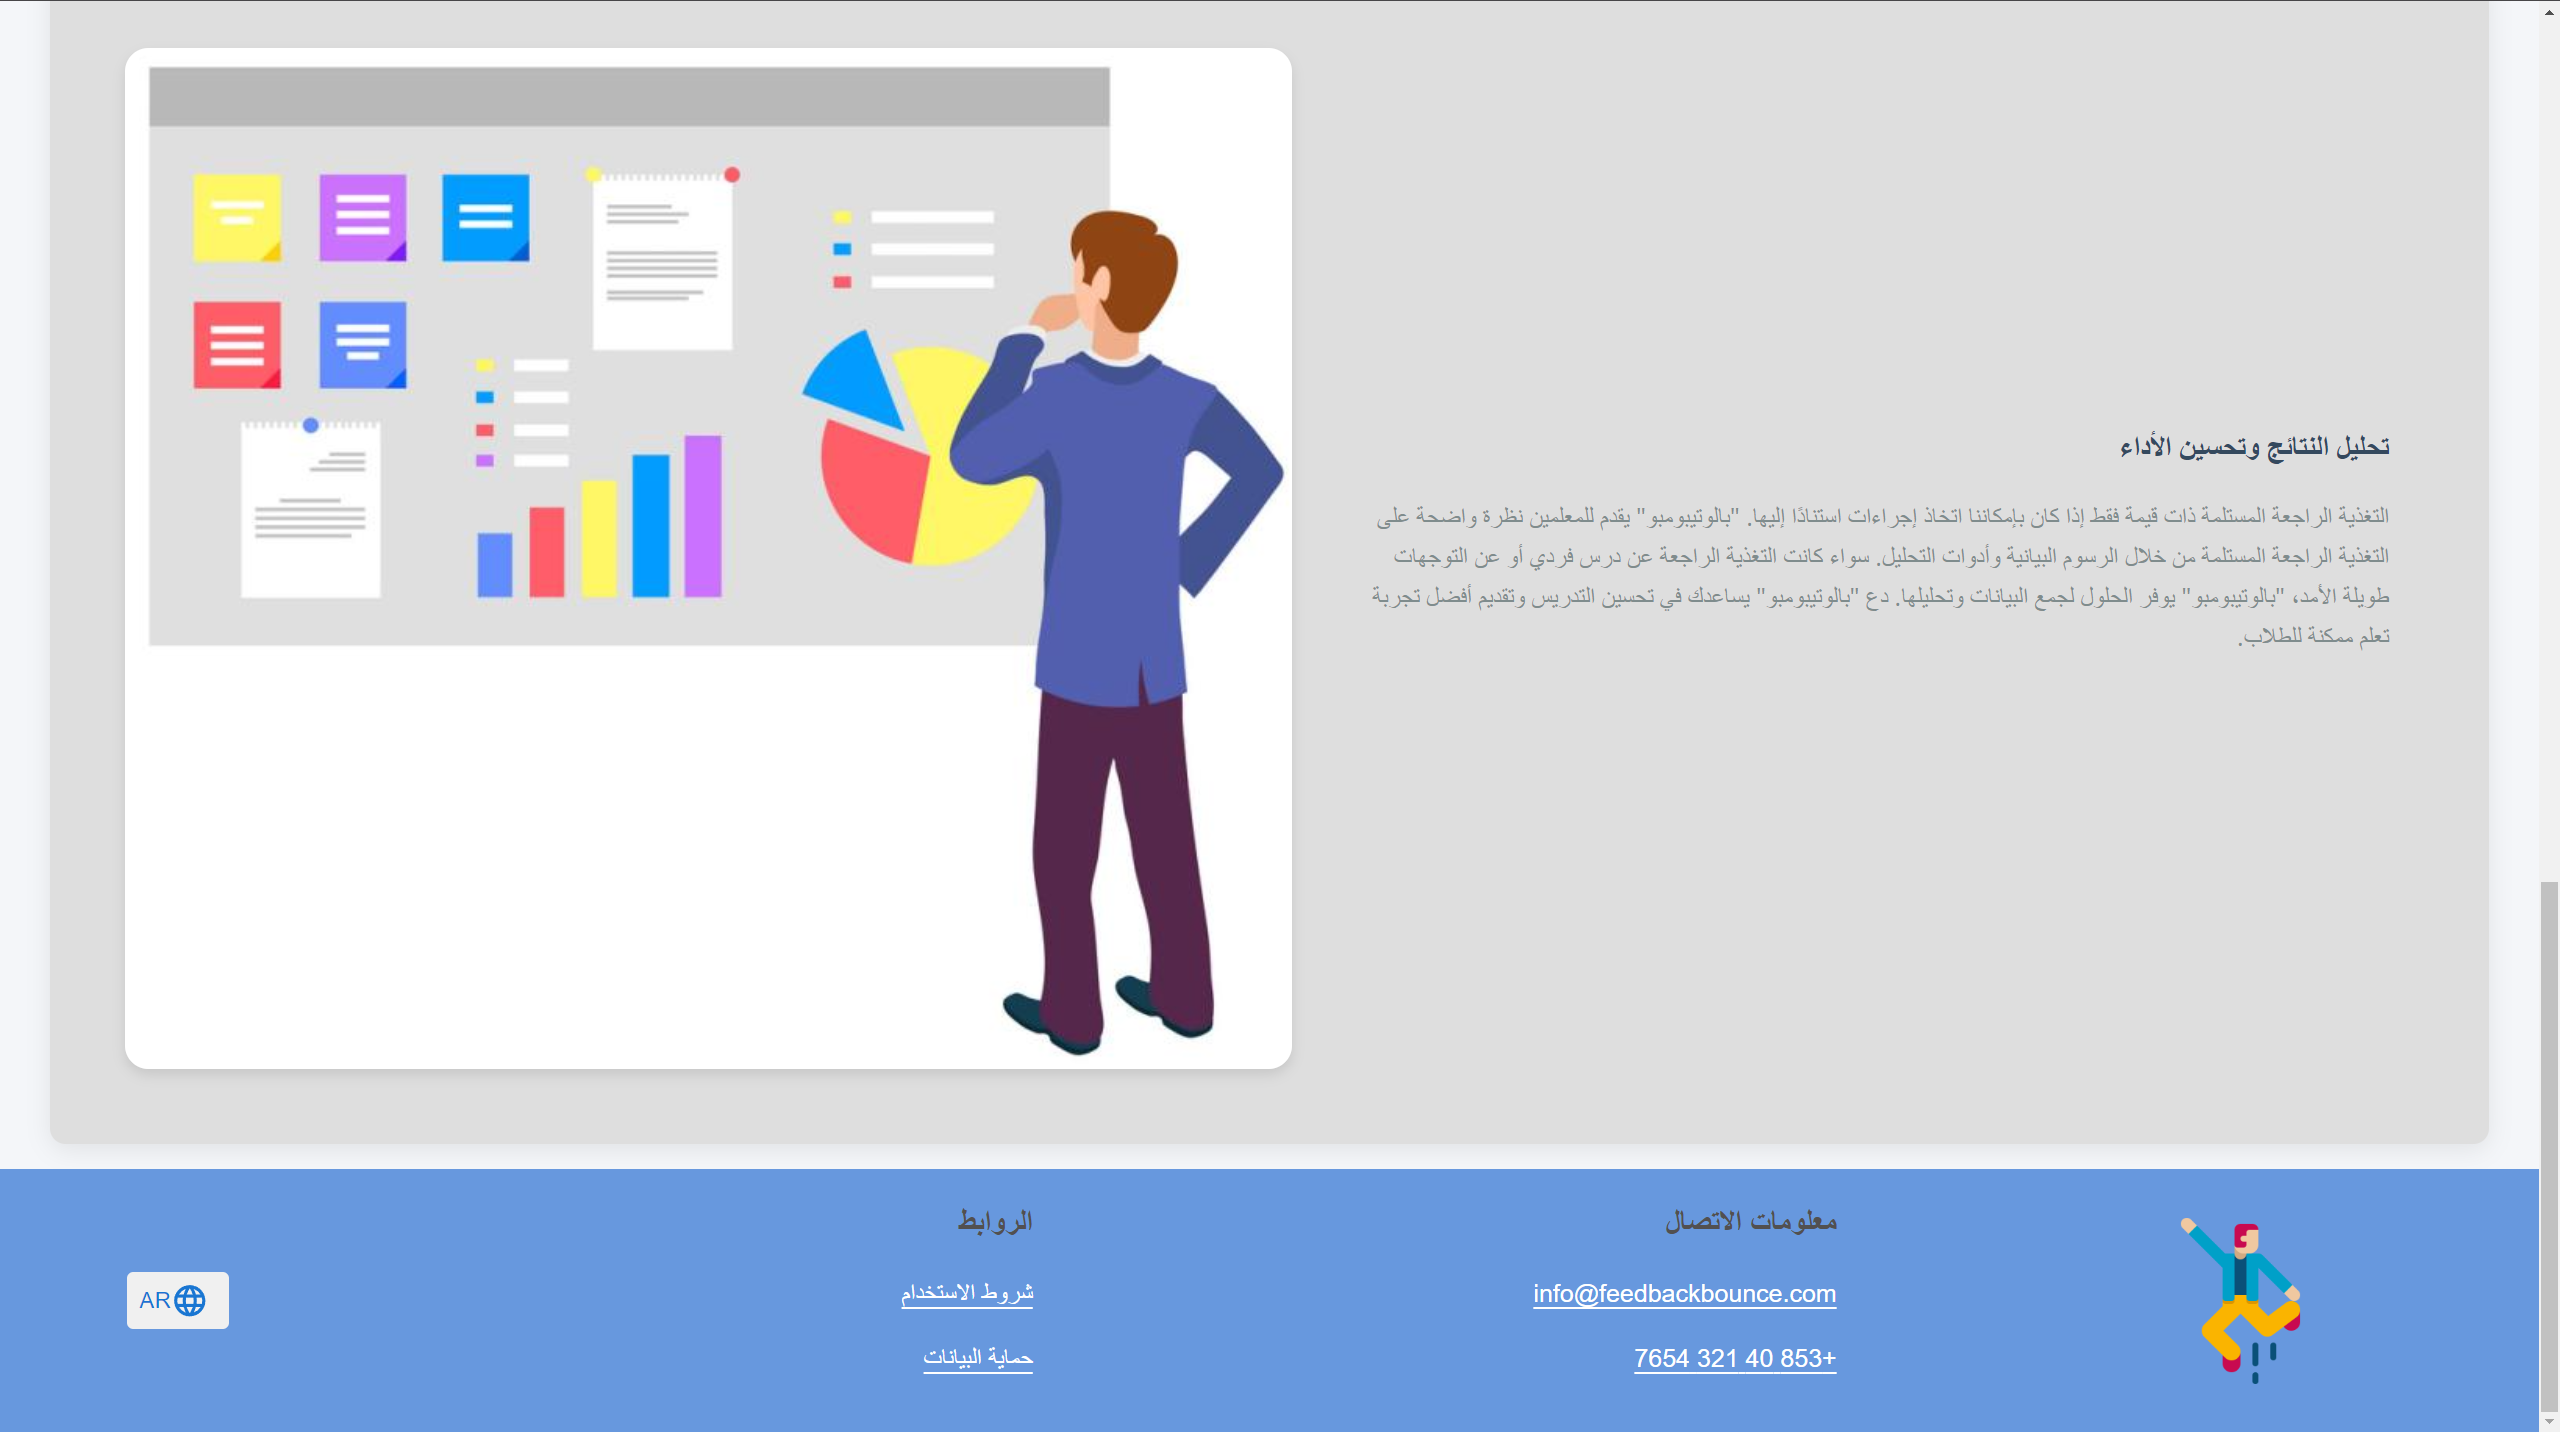 تحليل النتائج وتحسين الأداء
التغذية الراجعة المستلمة ذات قيمة فقط إذا كان بإمكاننا اتخاذ إجراءات استنادًا إليها. "بالوتيبومبو" يقدم للمعلمين نظرة واضحة على
التغذية الراجعة المستلمة من خلال الرسوم البيانية وأدوات التحليل. سواء كانت التغذية الراجعة عن درس فردي أو عن التوجهات
طويلة الأمد، "بالوتيبومبو" يوفر الحلول لجمع البيانات وتحليلها. دع "بالوتيبومبو" يساعدك في تحسين التدريس وتقديم أفضل تجربة
تعلم ممكنة للطلاب.
معلومات الاتصال
info@feedbackbounce.com
7654 321 40 853+
الروابط
شروط الاستخدام
حماية البيانات
AR